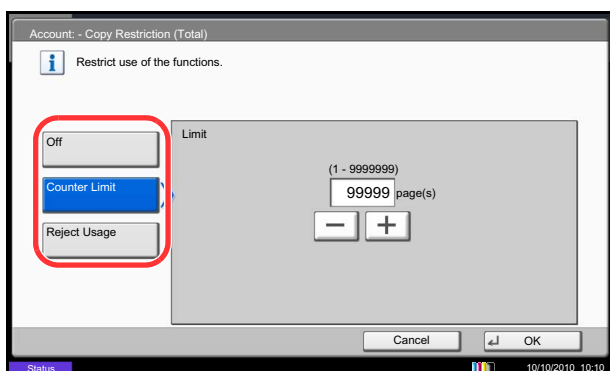 Account: - Copy Restriction (Total)
i
Restrict use of the functions.
Off
Counter Limit
Reject Usage
Limit
(1 - 9999999)
99999 page(s)
− +
Cancel
OK
Status
10/10/2010 10:10